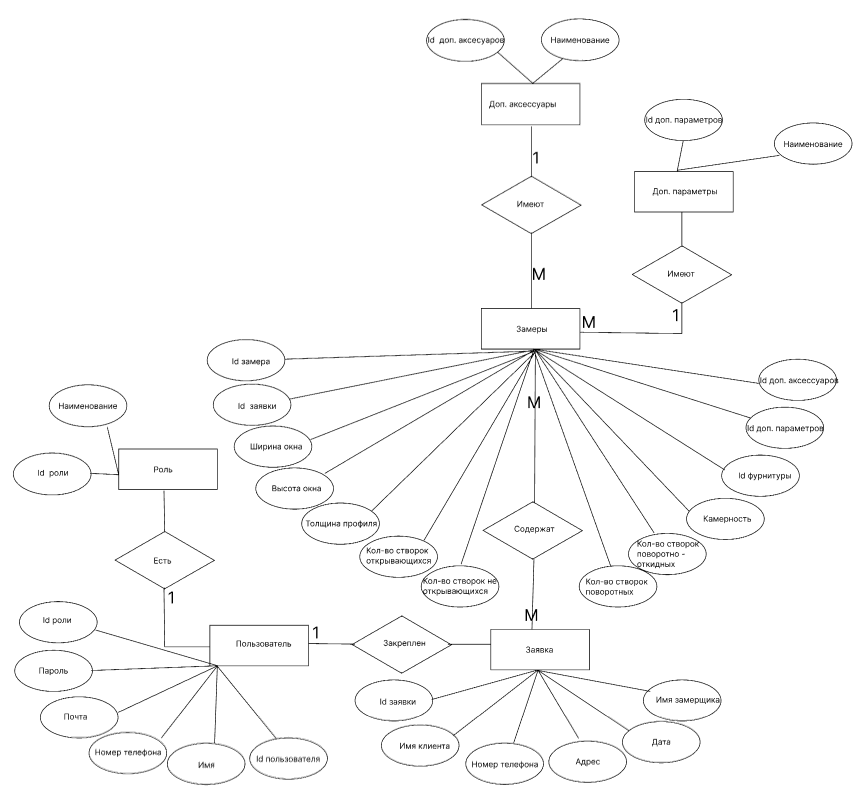 Id доп. аксесуаров
Наименование
Доп. аксессуары
Id доп. параметров
Наименование
1
Доп. параметры
Имеют
Имеют
М
1
М
Замеры
Id замера
Id доп. аксессуаров
Id заявки
М
Наименование
Id доп. параметров
Ширина окна
Роль
Id роли
Id фурнитуры
Высота окна
Толщина профиля
Камерность
Содержат
Кол-во створок
открывающихся
Кол-во створок
поворотно -
откидных
Есть
Кол-во створок не
открывающихся
Кол-во створок
поворотных
1
М
Id роли
1
Пользователь
Закреплен
Заявка
Пароль
Id заявки
Имя замерщика
Почта
Имя клиента
Дата
Номер телефона
Имя
Id пользователя
Номер телефона
Адрес